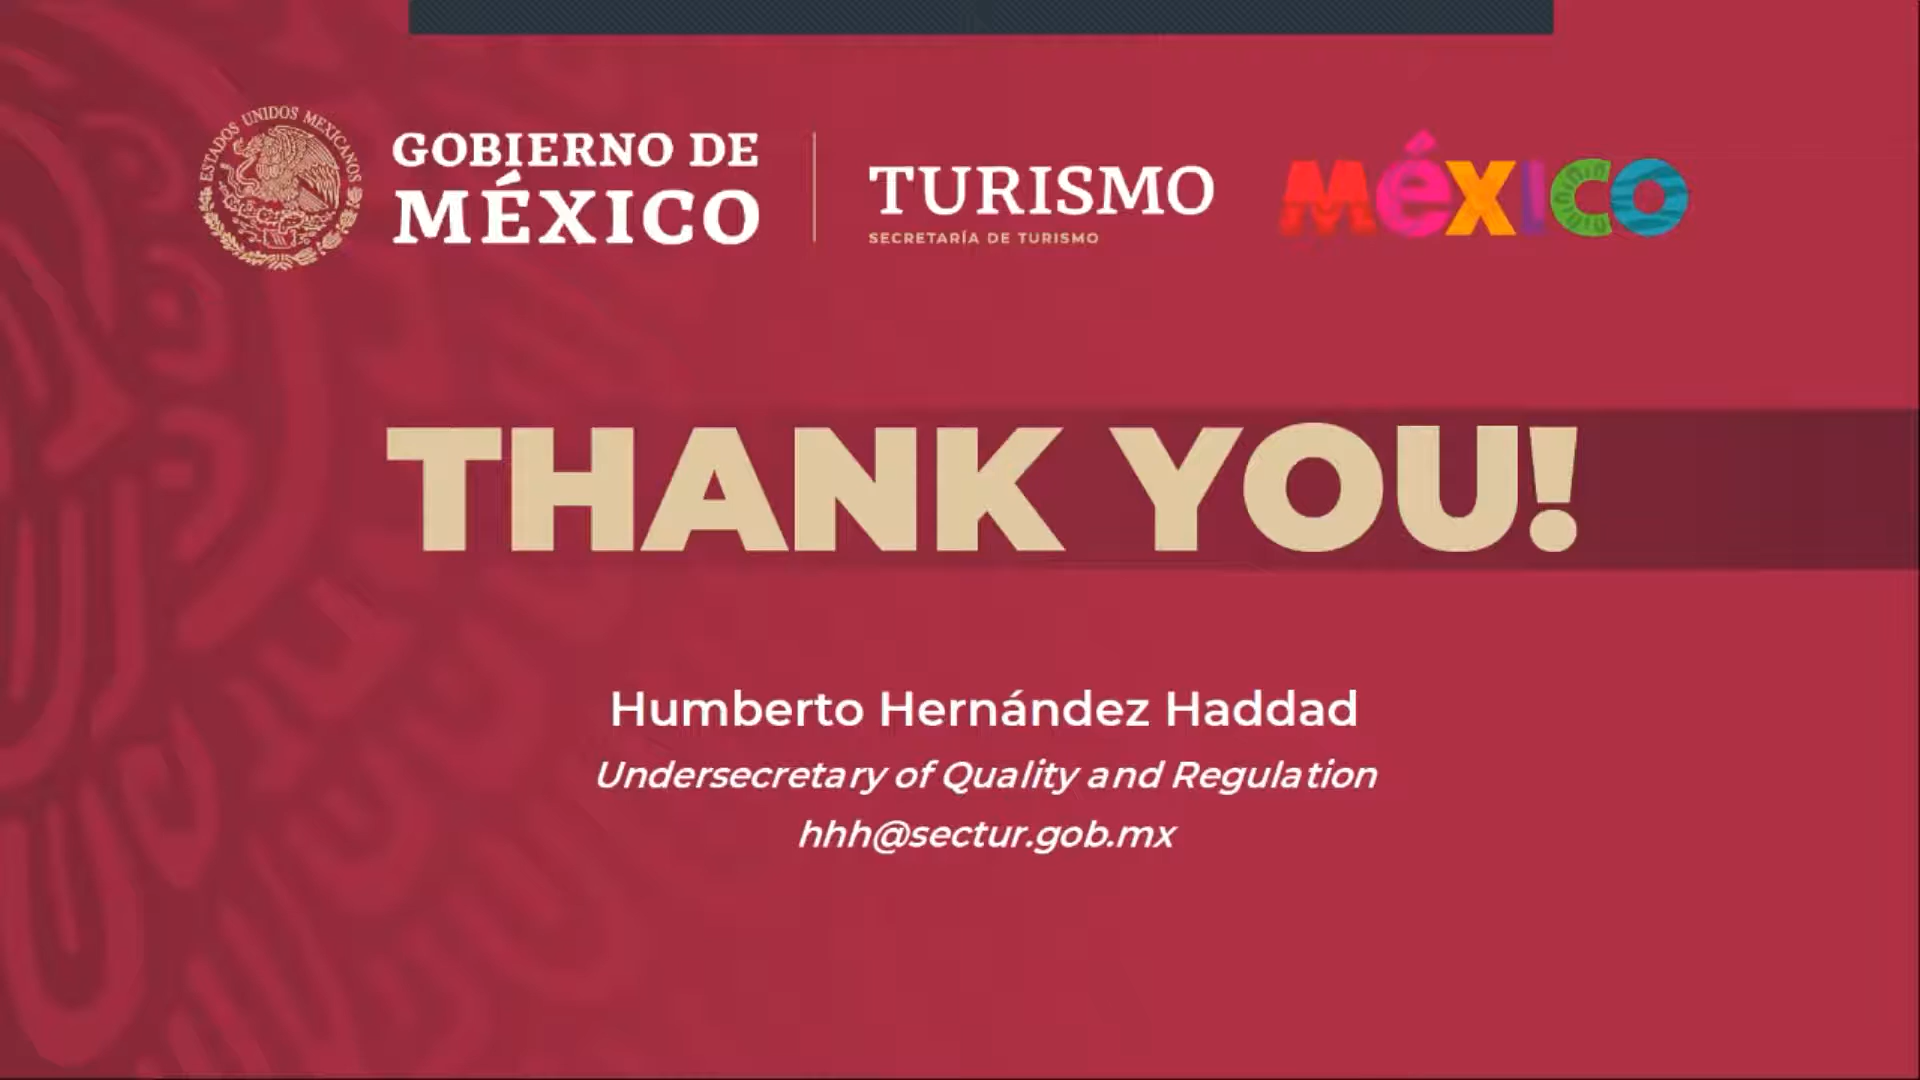 ESTADOS UNIDOS MEXICANOS
GOBIERNO DE
MÉXICO
TURISMO
SECRETARÍA DE TURISMO
MéXICO
THANK YOU!
Humberto Hernández Haddad
Undersecretary of Quality and Regulation
hhh@sectur.gob.mx